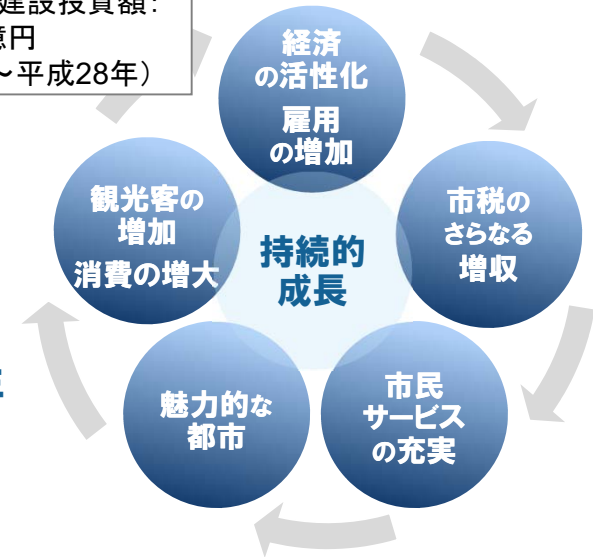 建設投資額：
億円
～平成28年）
経済
の活性化
雇用
の増加
市税の
さらなる
増収
市民
サービス
の充実
魅力的な
都市
観光客の
増加
消費の増大
持続的
成長